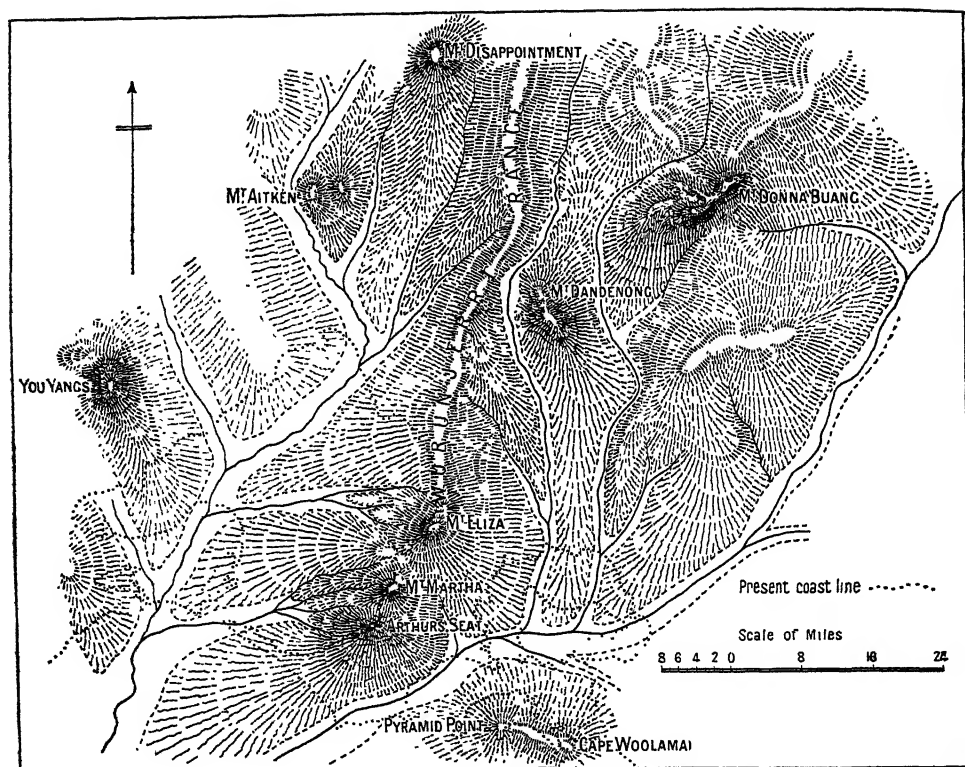 Mᵀ DISAPPOINTMENT
RANGE
Mᵀ AITKEN
Mᵀ DONNA BUANG
Mᵀ DANDENONG
YOU YANGS
Mᵀ ELIZA
Mᵀ MARTHA
ARTHURS SEAT
Present coast line
Scale of Miles
8 6 4 2 0 8 16 24
PYRAMID POINT
CAPE WOOLAMAI